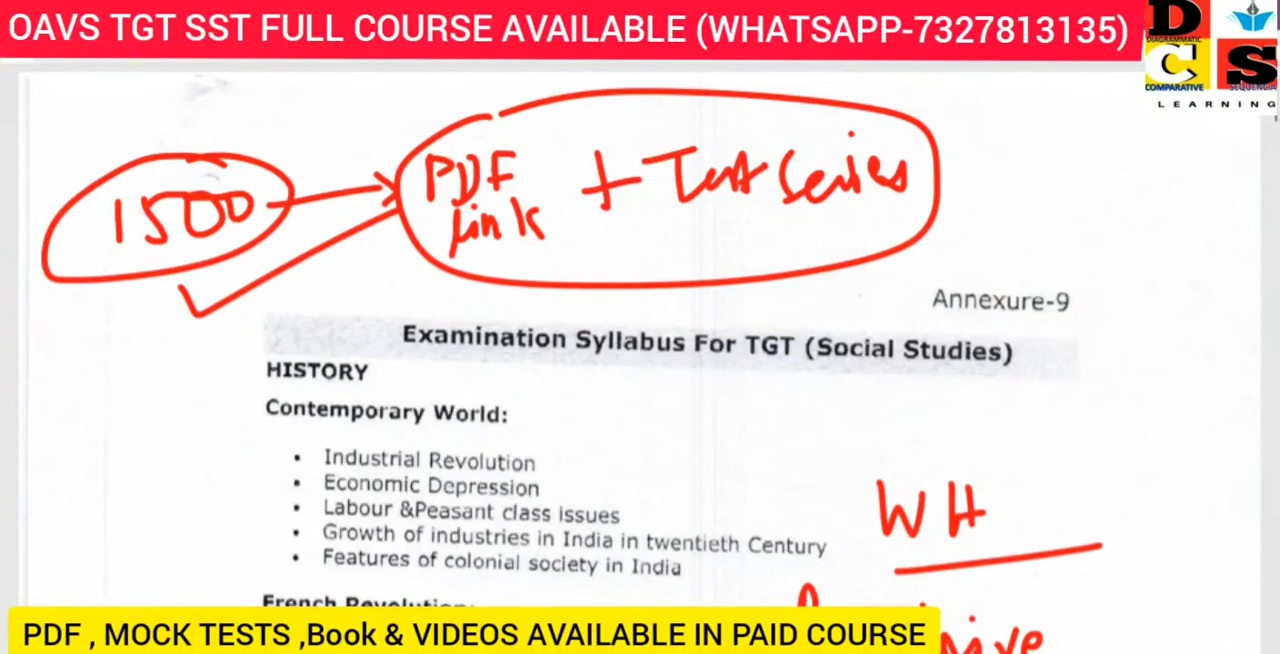 OAVS TGT SST FULL COURSE AVAILABLE (WHATSAPP-7327813135)
D
DIAGRAMMATIC
C S
COMPARATIVE
LEARNING
1500
PDF + Test Series
link
Annexure-9
Examination Syllabus For TGT (Social Studies)
HISTORY
Contemporary World:
• Industrial Revolution
• Economic Depression
• Labour &Peasant class issues
• Growth of industries in India in twentieth Century
• Features of colonial society in India
WH
French Revolution
PDF , MOCK TESTS ,Book & VIDEOS AVAILABLE IN PAID COURSE